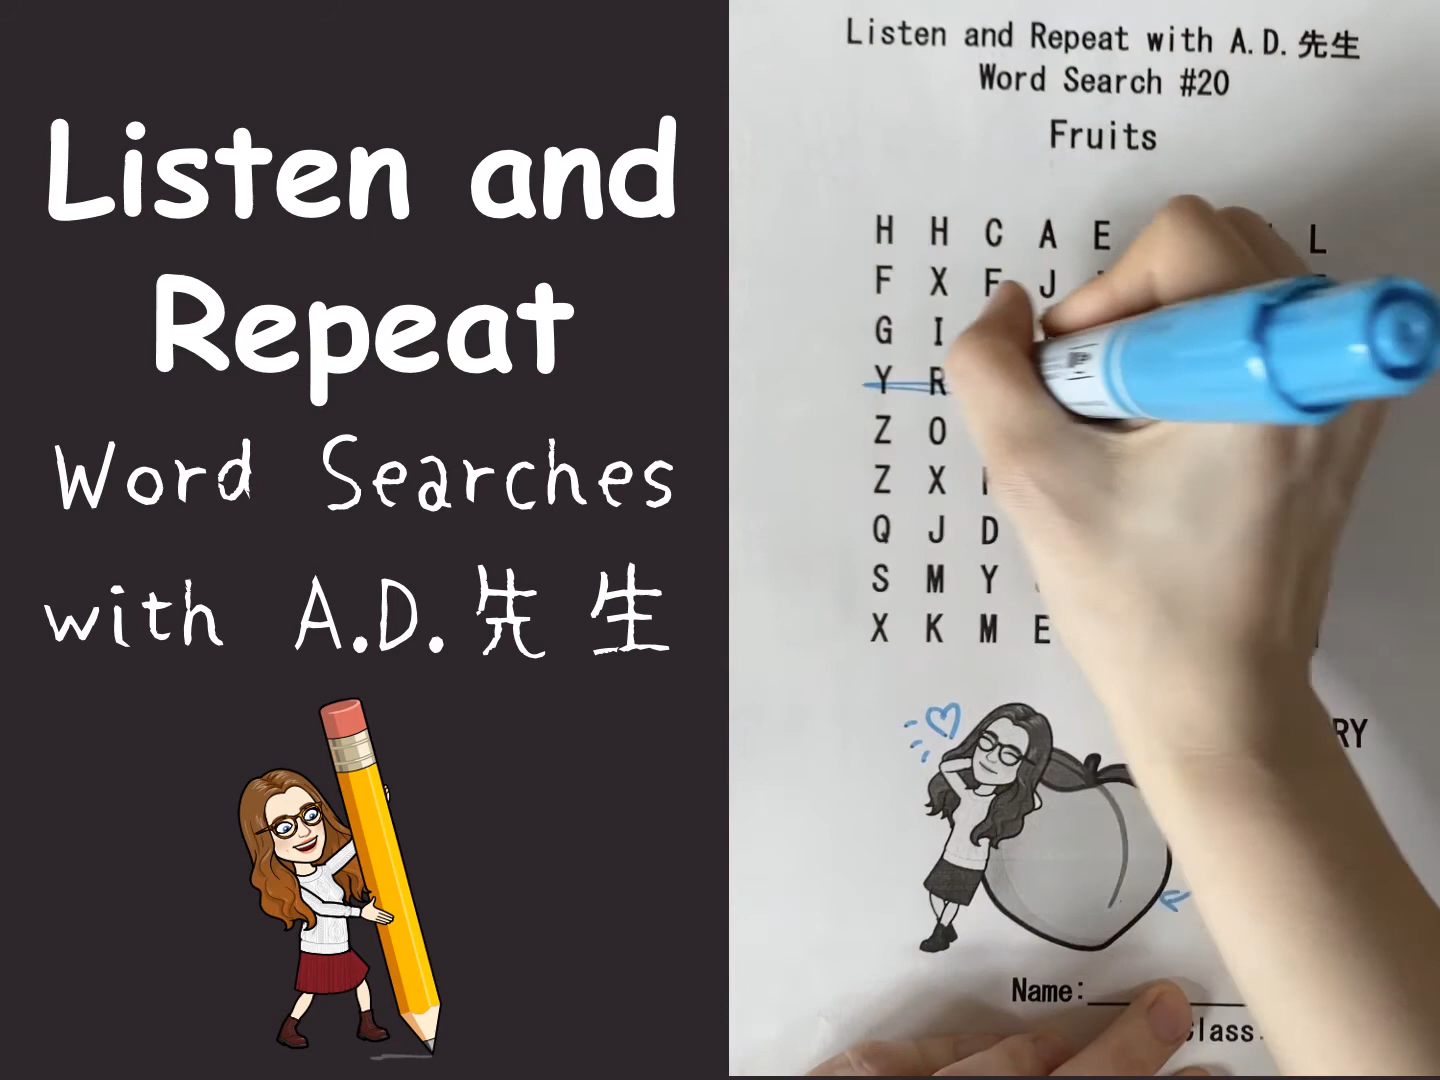 Listen and
Repeat
Word Searches
with A.D.先生
Listen and Repeat with A.D.先生
Word Search #20
Fruits
H H C A E L
F X F J
G I
Y R
Z O
Z X
Q J D
S M Y
X K M E
RY
Name:
class